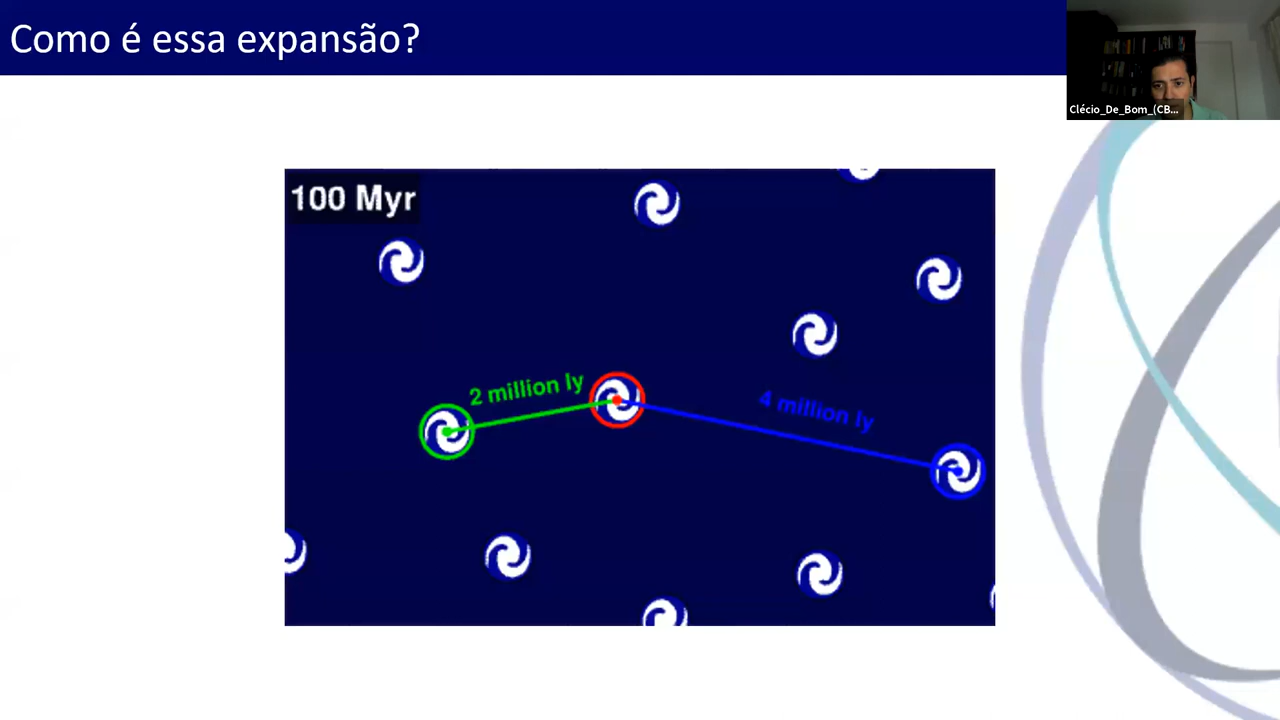 Como é essa expansão?
Clécio_De_Bom_(CB...
100 Myr
2 million ly
4 million ly